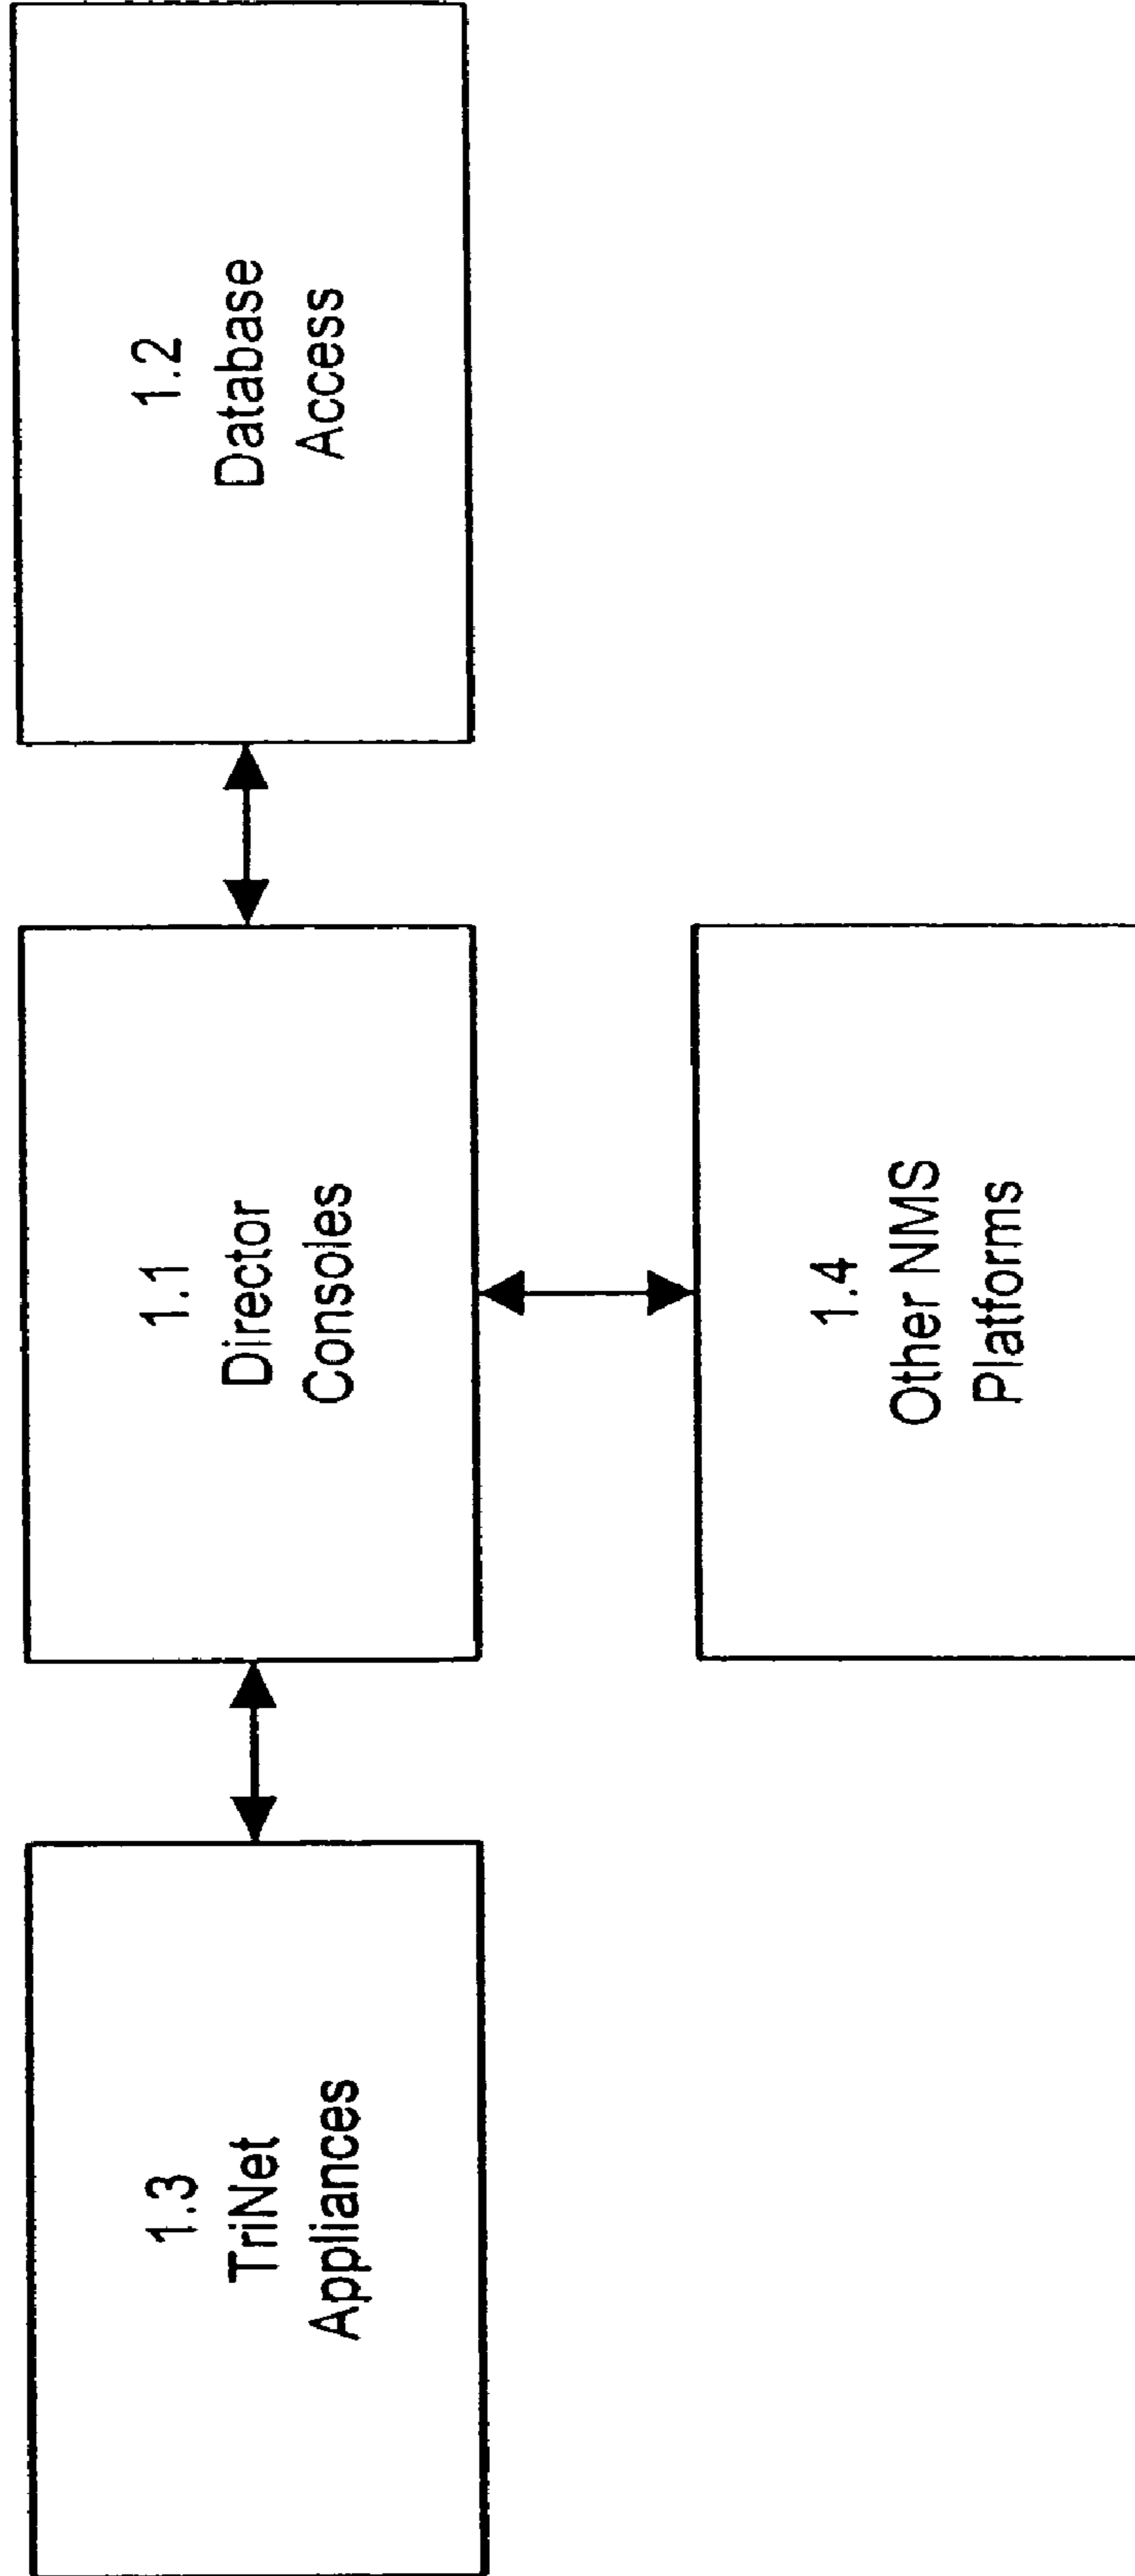 1.3
TriNet
Appliances
1.1
Director
Consoles
1.2
Database
Access
1.4
Other NMS
Platforms